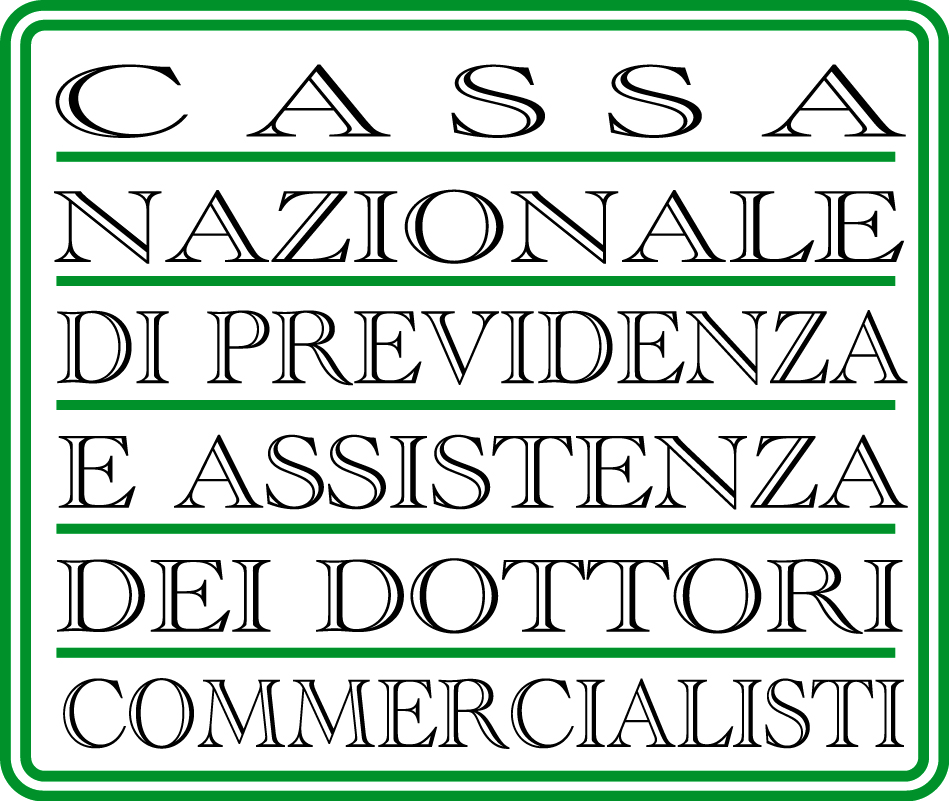 CASSA
NAZIONALE
DI PREVIDENZA
E ASSISTENZA
DEI DOTTORI
COMMERCIALISTI